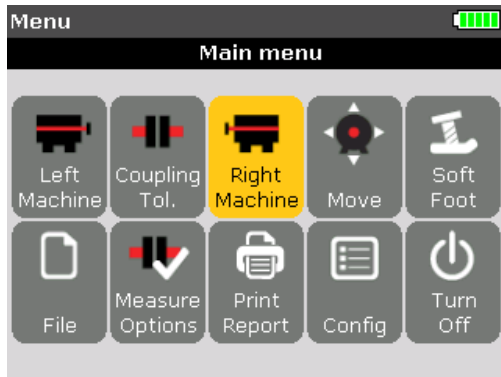 Menu
Main menu
Left Machine
Coupling Tol.
Right Machine
Move
Soft Foot
File
Measure Options
Print Report
Config
Turn Off